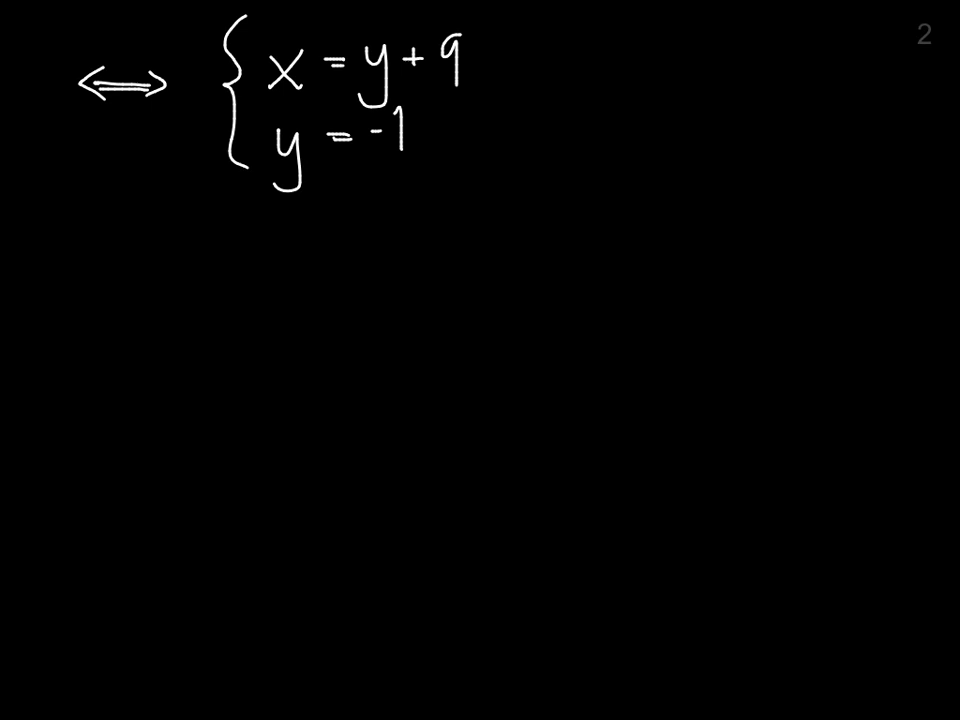 2
⟺ { x = y + 9
y = -1